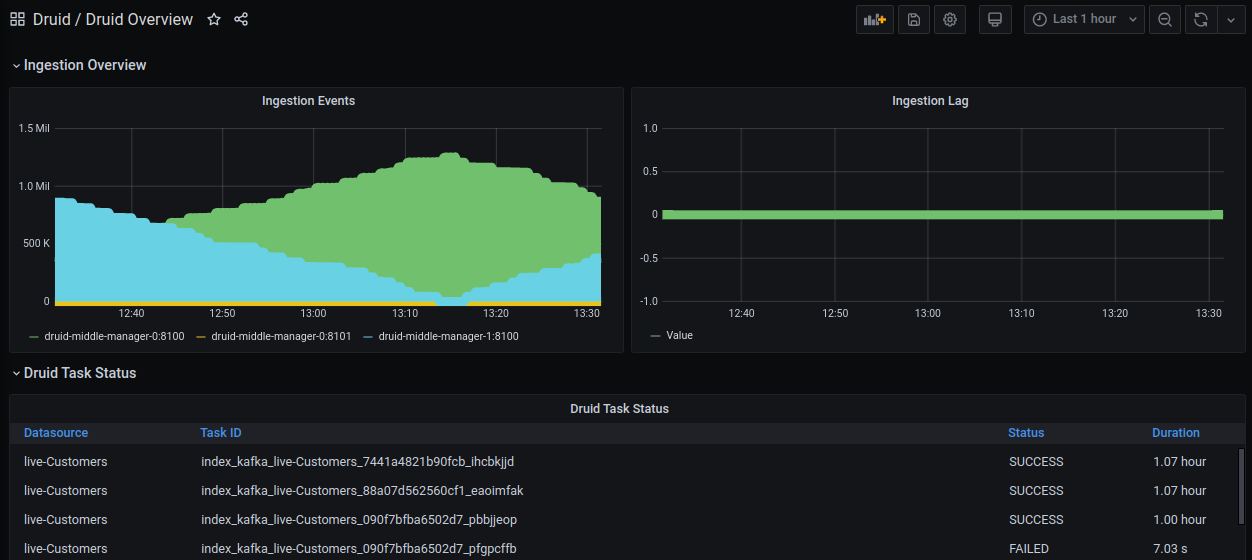 Druid / Druid Overview
Last 1 hour
Ingestion Overview
Ingestion Events
1.5 Mil
1.0 Mil
500 K
0
12:40 12:50 13:00 13:10 13:20 13:30
druid-middle-manager-0:8100 druid-middle-manager-0:8101 druid-middle-manager-1:8100
Ingestion Lag
1.0
0.5
0
-0.5
-1.0
12:40 12:50 13:00 13:10 13:20 13:30
Value
Druid Task Status
Druid Task Status
Datasource Task ID Status Duration
live-Customers index_kafka_live-Customers_7441a4821b90fcb_ihcbkjjd SUCCESS 1.07 hour
live-Customers index_kafka_live-Customers_88a07d562560cf1_eaoimfak SUCCESS 1.07 hour
live-Customers index_kafka_live-Customers_090f7bfba6502d7_pbbjjeop SUCCESS 1.00 hour
live-Customers index_kafka_live-Customers_090f7bfba6502d7_pfgpcffb FAILED 7.03 s